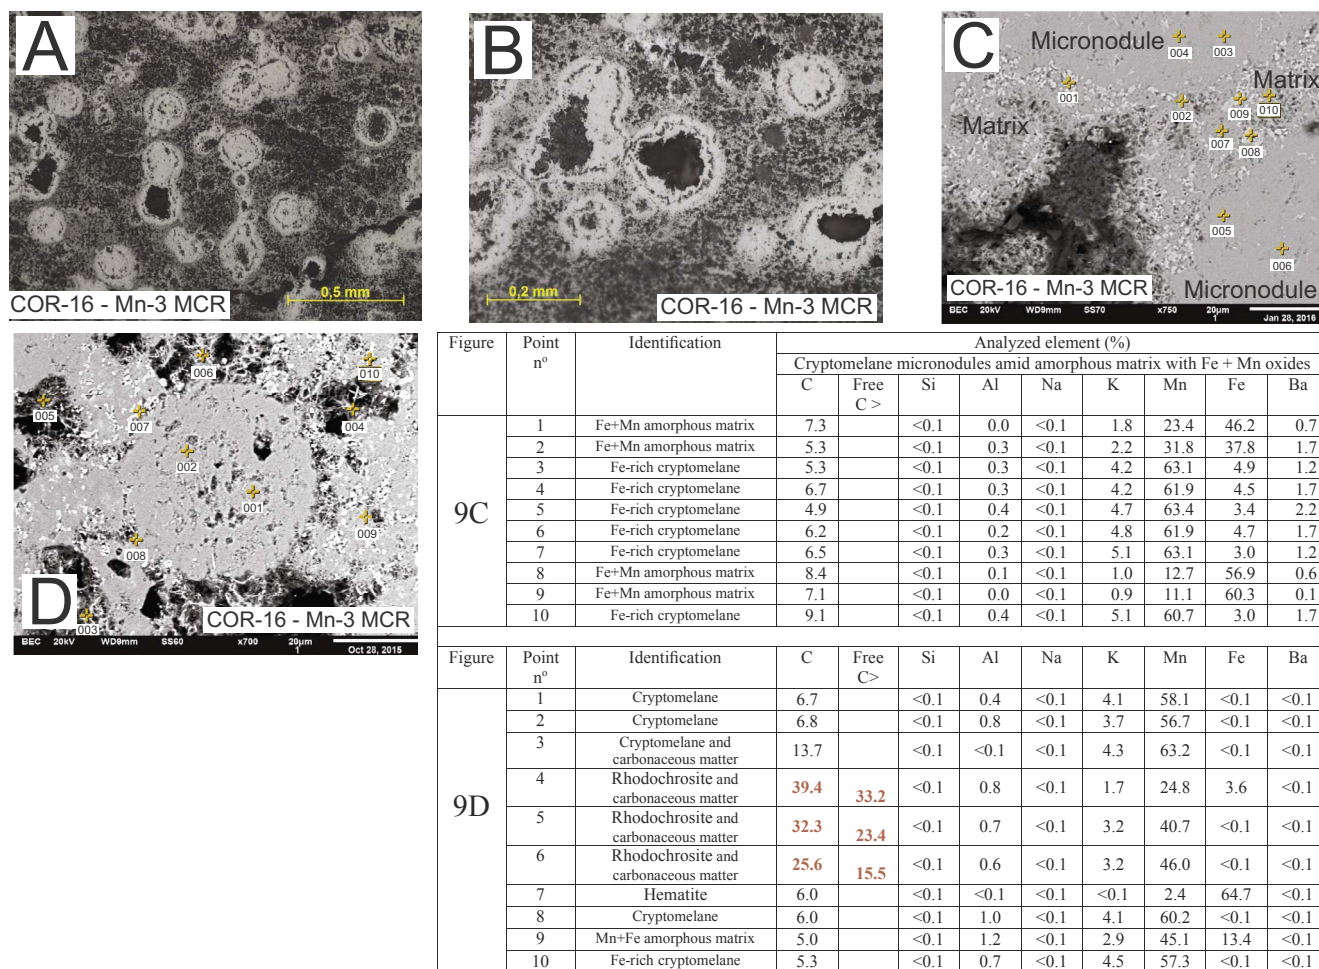 A
COR-16 - Mn-3 MCR
0,5 mm
B
0,2 mm
COR-16 - Mn-3 MCR
C
Micronodule
004
003
Matrix
001
002
009
010
Matrix
007
008
005
006
COR-16 - Mn-3 MCR
Micronodule
BEC 20kV WD9mm SS70 x750 20µm
1 Jan 28, 2016
006
010
005
007
004
002
001
009
008
D
003
COR-16 - Mn-3 MCR
BEC 20kV WD9mm SS60 x700 20µm
1 Oct 28, 2015
Figure Point nº Identification Analyzed element (%)
Cryptomelane micronodules amid amorphous matrix with Fe + Mn oxides
C Free C > Si Al Na K Mn Fe Ba
9C
1 Fe+Mn amorphous matrix 7.3 <0.1 0.0 <0.1 1.8 23.4 46.2 0.7
2 Fe+Mn amorphous matrix 5.3 <0.1 0.3 <0.1 2.2 31.8 37.8 1.7
3 Fe-rich cryptomelane 5.3 <0.1 0.3 <0.1 4.2 63.1 4.9 1.2
4 Fe-rich cryptomelane 6.7 <0.1 0.3 <0.1 4.2 61.9 4.5 1.7
5 Fe-rich cryptomelane 4.9 <0.1 0.4 <0.1 4.7 63.4 3.4 2.2
6 Fe-rich cryptomelane 6.2 <0.1 0.2 <0.1 4.8 61.9 4.7 1.7
7 Fe-rich cryptomelane 6.5 <0.1 0.3 <0.1 5.1 63.1 3.0 1.2
8 Fe+Mn amorphous matrix 8.4 <0.1 0.1 <0.1 1.0 12.7 56.9 0.6
9 Fe+Mn amorphous matrix 7.1 <0.1 0.0 <0.1 0.9 11.1 60.3 0.1
10 Fe-rich cryptomelane 9.1 <0.1 0.4 <0.1 5.1 60.7 3.0 1.7
Figure Point nº Identification C Free C> Si Al Na K Mn Fe Ba
9D
1 Cryptomelane 6.7 <0.1 0.4 <0.1 4.1 58.1 <0.1 <0.1
2 Cryptomelane 6.8 <0.1 0.8 <0.1 3.7 56.7 <0.1 <0.1
3 Cryptomelane and carbonaceous matter 13.7 <0.1 <0.1 <0.1 4.3 63.2 <0.1 <0.1
4 Rhodochrosite and carbonaceous matter 39.4 33.2 <0.1 0.8 <0.1 1.7 24.8 3.6 <0.1
5 Rhodochrosite and carbonaceous matter 32.3 23.4 <0.1 0.7 <0.1 3.2 40.7 <0.1 <0.1
6 Rhodochrosite and carbonaceous matter 25.6 15.5 <0.1 0.6 <0.1 3.2 46.0 <0.1 <0.1
7 Hematite 6.0 <0.1 <0.1 <0.1 <0.1 2.4 64.7 <0.1
8 Cryptomelane 6.0 <0.1 1.0 <0.1 4.1 60.2 <0.1 <0.1
9 Mn+Fe amorphous matrix 5.0 <0.1 1.2 <0.1 2.9 45.1 13.4 <0.1
10 Fe-rich cryptomelane 5.3 <0.1 0.7 <0.1 4.5 57.3 <0.1 <0.1